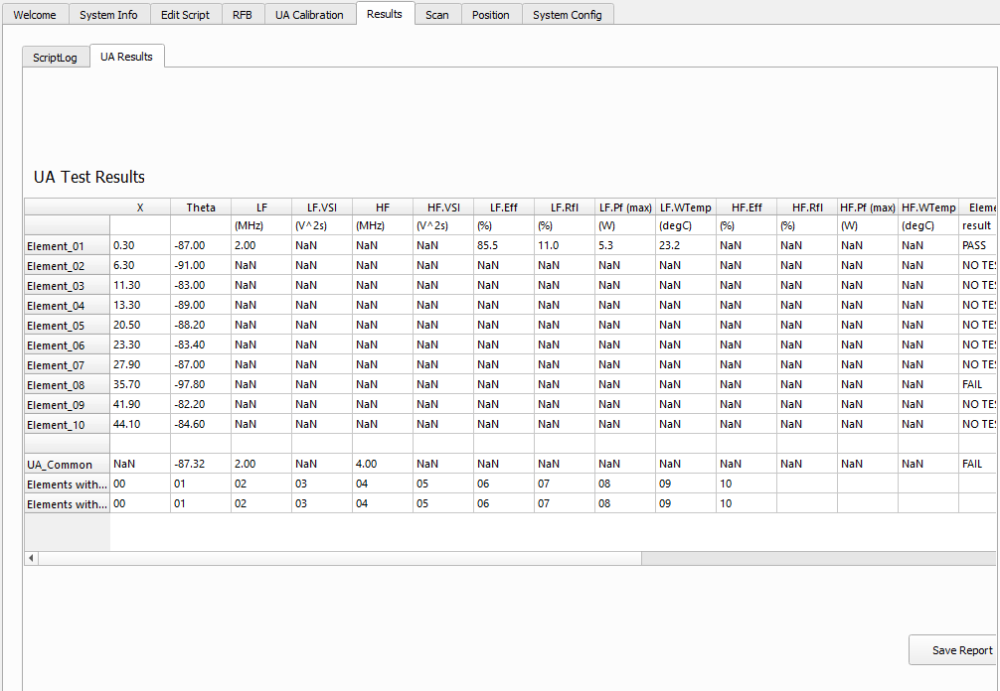 Welcome System Info Edit Script RFB UA Calibration Results Scan Position System Config
ScriptLog UA Results
UA Test Results
X Theta LF LF.VSI HF HF.VSI LF.Eff LF.Rfl LF.Pf (max) LF.WTemp HF.Eff HF.Rfl HF.Pf (max) HF.WTemp Eleme
(MHz) (V^2s) (MHz) (V^2s) (%) (%) (W) (degC) (%) (%) (W) (degC) result
Element_01 0.30 -87.00 2.00 NaN NaN NaN 85.5 11.0 5.3 23.2 NaN NaN NaN NaN PASS
Element_02 6.30 -91.00 NaN NaN NaN NaN NaN NaN NaN NaN NaN NaN NaN NaN NO TES
Element_03 11.30 -83.00 NaN NaN NaN NaN NaN NaN NaN NaN NaN NaN NaN NaN NO TES
Element_04 13.30 -89.00 NaN NaN NaN NaN NaN NaN NaN NaN NaN NaN NaN NaN NO TES
Element_05 20.50 -88.20 NaN NaN NaN NaN NaN NaN NaN NaN NaN NaN NaN NaN NO TES
Element_06 23.30 -83.40 NaN NaN NaN NaN NaN NaN NaN NaN NaN NaN NaN NaN NO TES
Element_07 27.90 -87.00 NaN NaN NaN NaN NaN NaN NaN NaN NaN NaN NaN NaN NO TES
Element_08 35.70 -97.80 NaN NaN NaN NaN NaN NaN NaN NaN NaN NaN NaN NaN FAIL
Element_09 41.90 -82.20 NaN NaN NaN NaN NaN NaN NaN NaN NaN NaN NaN NaN NO TES
Element_10 44.10 -84.60 NaN NaN NaN NaN NaN NaN NaN NaN NaN NaN NaN NaN NO TES
UA_Common NaN -87.32 2.00 NaN 4.00 NaN NaN NaN NaN NaN NaN NaN NaN NaN FAIL
Elements with... 00 01 02 03 04 05 06 07 08 09 10
Elements with... 00 01 02 03 04 05 06 07 08 09 10
Save Report